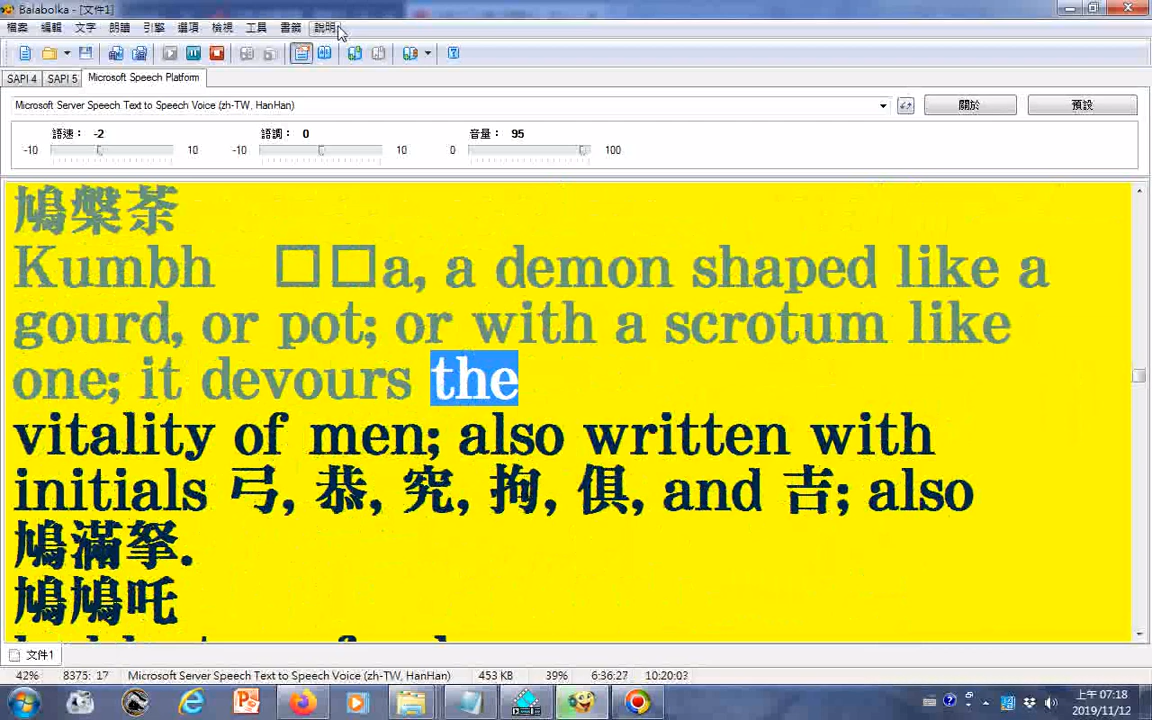 Balabolka - [文件1]
檔案 編輯 文字 朗讀 引擎 選項 檢視 工具 書籤 說明
SAPI 4 SAPI 5 Microsoft Speech Platform
Microsoft Server Speech Text to Speech Voice (zh-TW, HanHan) 關於 預設
語速： -2 語調： 0 音量： 95
-10 10 -10 10 0 100
鳩槃荼
Kumbh □□a, a demon shaped like a
gourd, or pot; or with a scrotum like
one; it devours the
vitality of men; also written with
initials 弓, 恭, 究, 拘, 俱, and 吉; also
鳩滿拏.
鳩鳩吒
文件1
42% 8375: 17 Microsoft Server Speech Text to Speech Voice (zh-TW, HanHan) 453 KB 39% 6:36:27 10:20:03
上午 07:18
2019/11/12